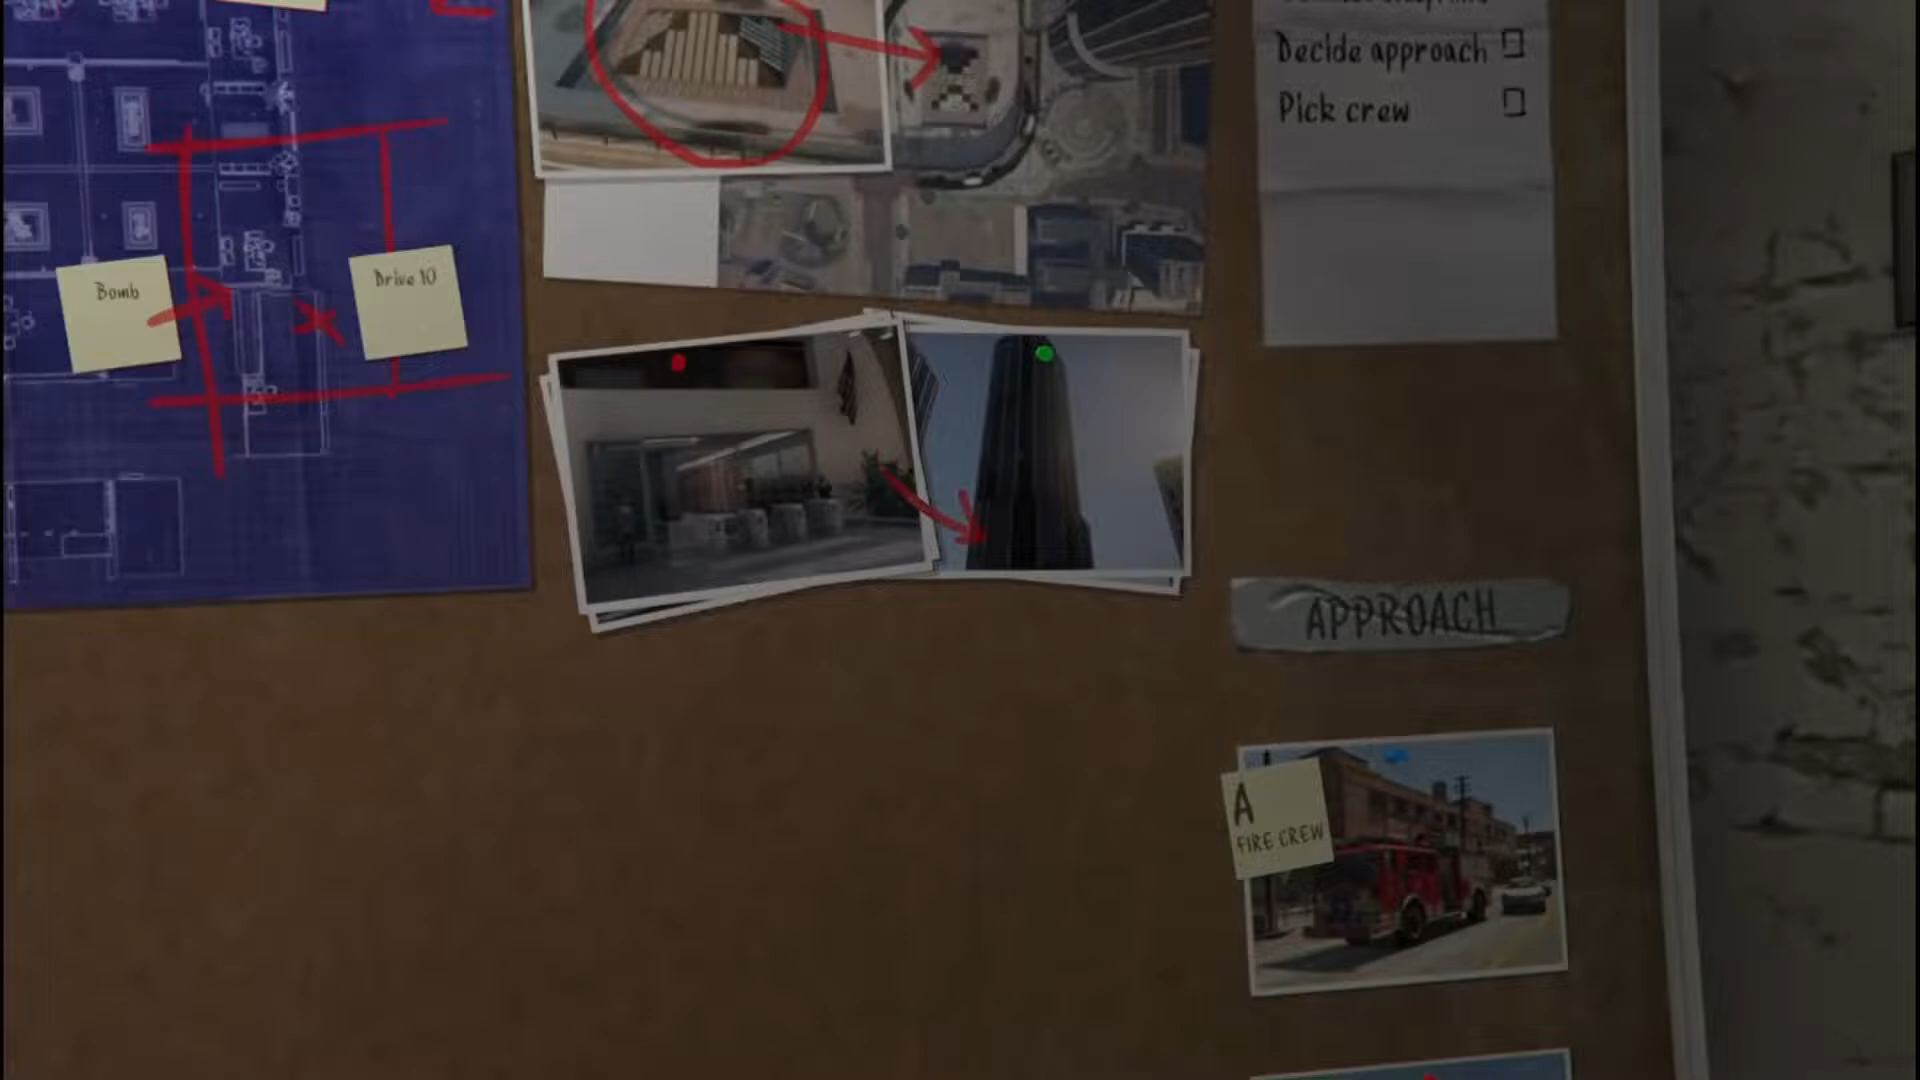 Decide approach
Pick crew
Bomb
Drive 10
APPROACH
A
FIRE CREW